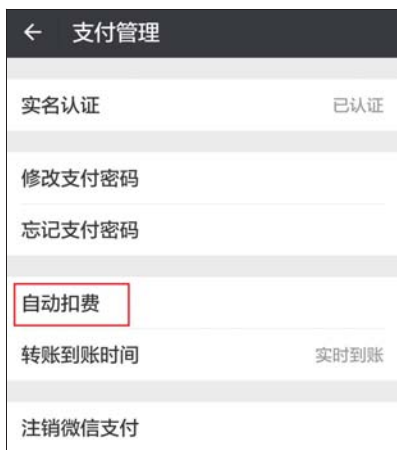 支付管理
实名认证 已认证
修改支付密码
忘记支付密码
自动扣费
转账到账时间 实时到账
注销微信支付